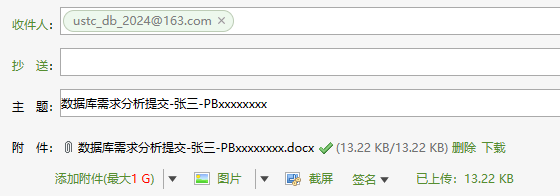 收件人： ustc_db_2024@163.com ×
抄 送：
主 题： 数据库需求分析提交-张三-PBxxxxxxxx
附 件： 数据库需求分析提交-张三-PBxxxxxxxx.docx (13.22 KB/13.22 KB) 删除 下载
添加附件(最大1 G) 图片 截屏 签名 已上传：13.22 KB